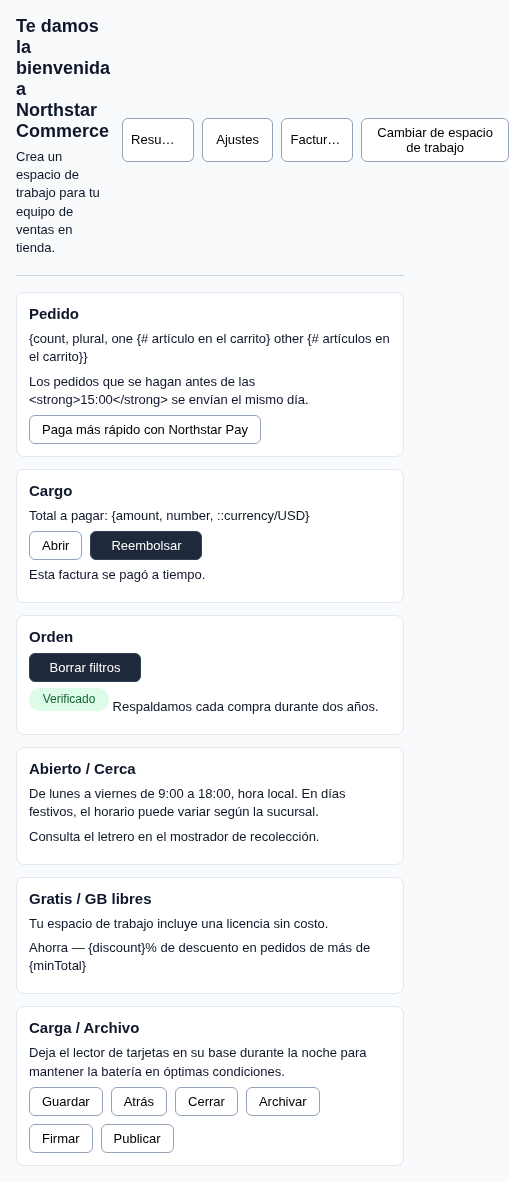 Te damos
la
bienvenida
a
Northstar
Commerce
Crea un
espacio de
trabajo para tu
equipo de
ventas en
tienda.
Resu…
Ajustes
Factur…
Cambiar de espacio
de trabajo
Pedido
{count, plural, one {# artículo en el carrito} other {# artículos en
el carrito}}
Los pedidos que se hagan antes de las
<strong>15:00</strong> se envían el mismo día.
Paga más rápido con Northstar Pay
Cargo
Total a pagar: {amount, number, ::currency/USD}
Abrir
Reembolsar
Esta factura se pagó a tiempo.
Orden
Borrar filtros
Verificado
Respaldamos cada compra durante dos años.
Abierto / Cerca
De lunes a viernes de 9:00 a 18:00, hora local. En días
festivos, el horario puede variar según la sucursal.
Consulta el letrero en el mostrador de recolección.
Gratis / GB libres
Tu espacio de trabajo incluye una licencia sin costo.
Ahorra — {discount}% de descuento en pedidos de más de
{minTotal}
Carga / Archivo
Deja el lector de tarjetas en su base durante la noche para
mantener la batería en óptimas condiciones.
Guardar
Atrás
Cerrar
Archivar
Firmar
Publicar